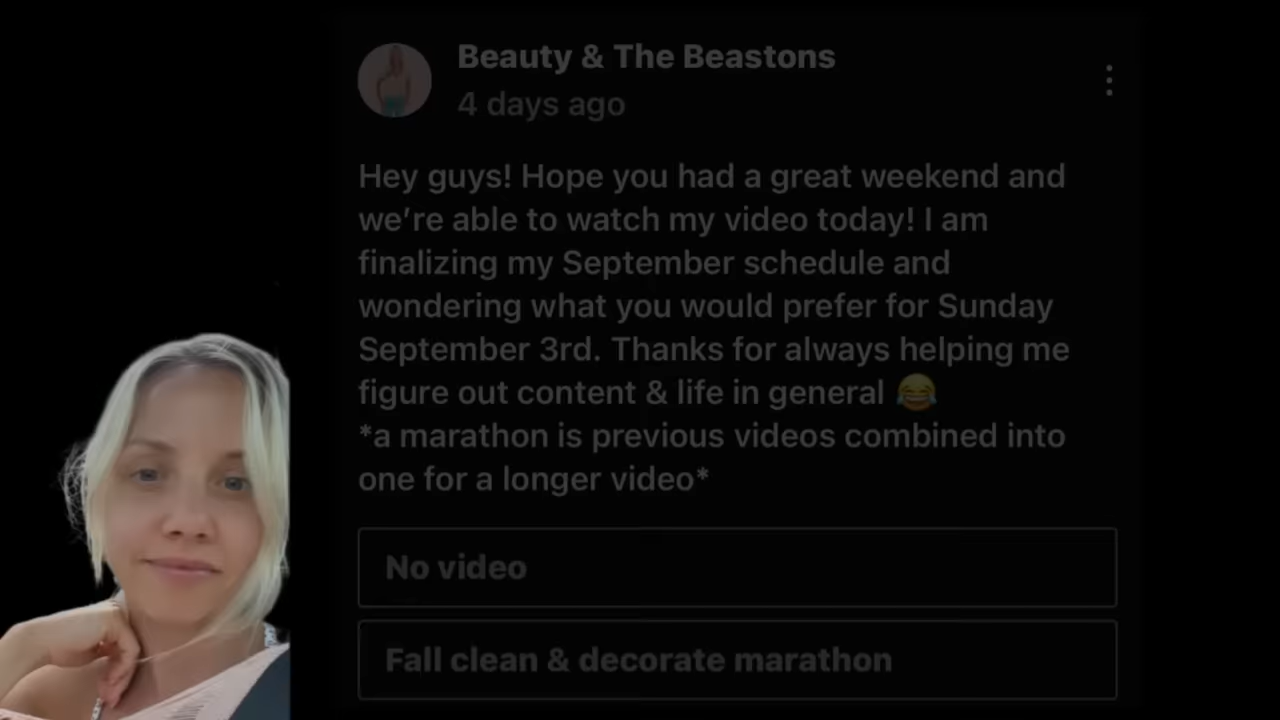 Beauty & The Beastons
4 days ago
Hey guys! Hope you had a great weekend and
we’re able to watch my video today! I am
finalizing my September schedule and
wondering what you would prefer for Sunday
September 3rd. Thanks for always helping me
figure out content & life in general 😂
*a marathon is previous videos combined into
one for a longer video*
No video
Fall clean & decorate marathon